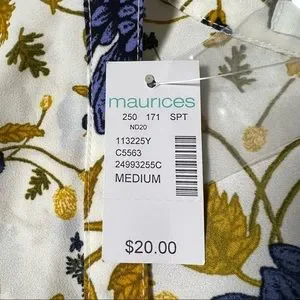 maurices
250 171 SPT
ND20
113225Y
C5563
24993255C
MEDIUM
$20.00